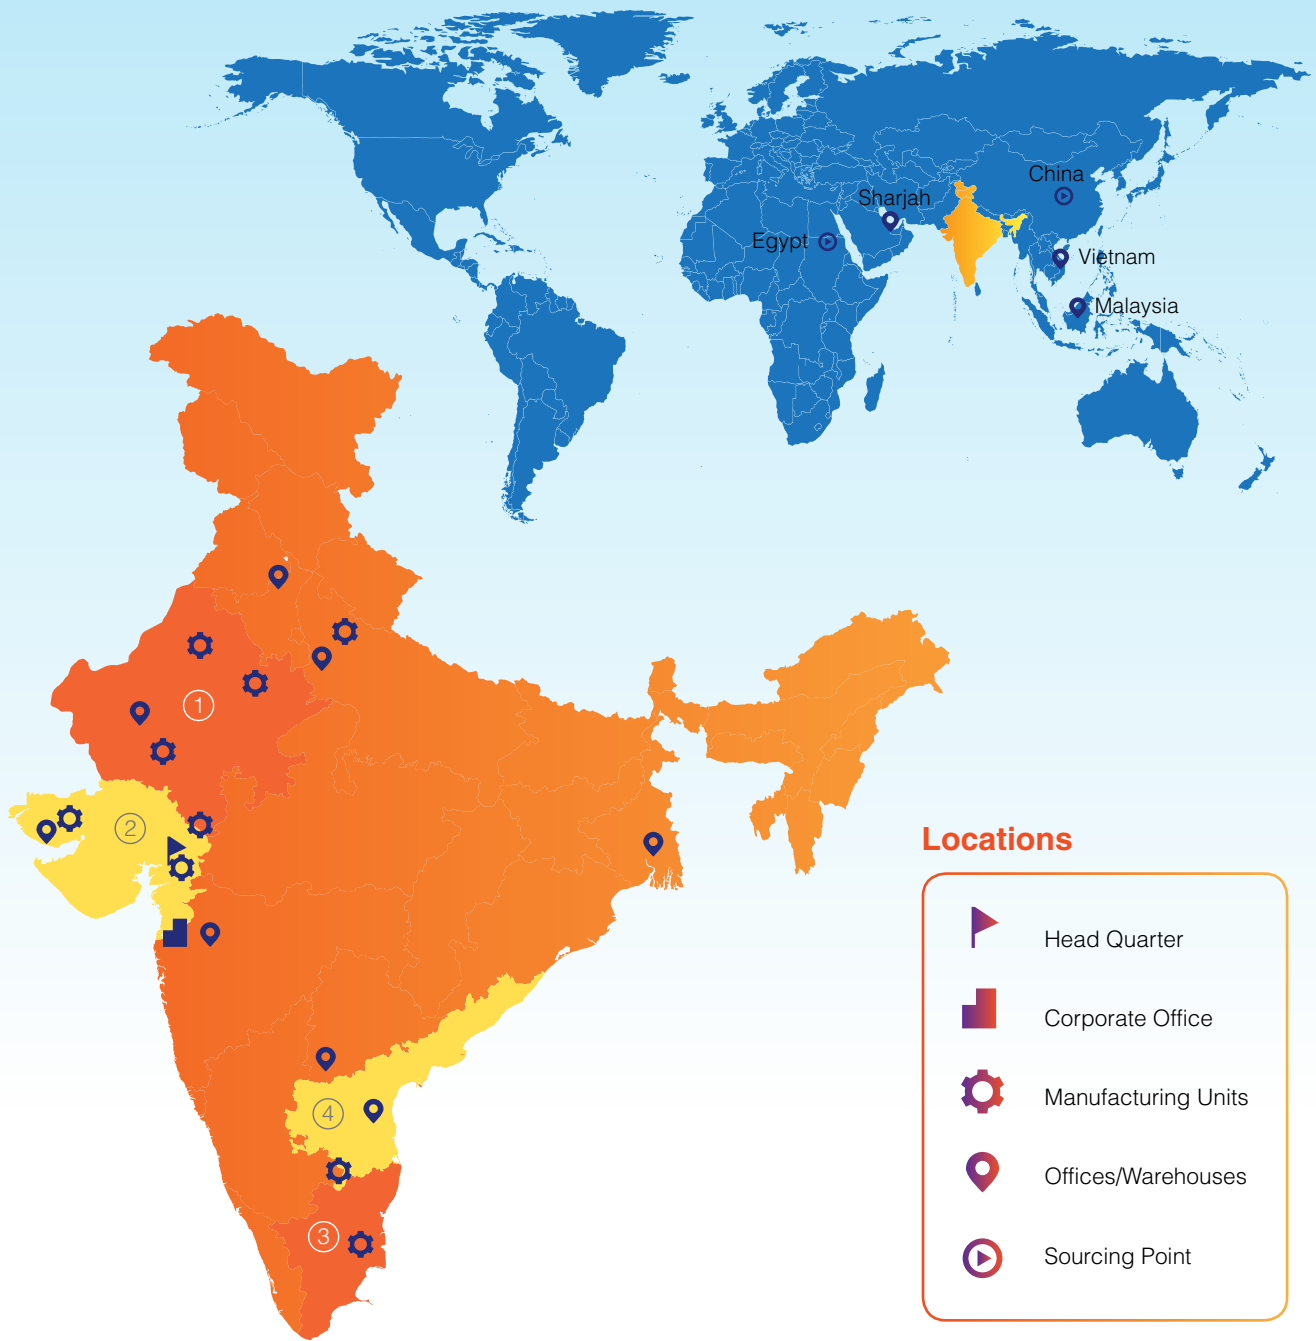 China
Sharjah
Egypt
Vietnam
Malaysia
1
2
4
3
Locations
Head Quarter
Corporate Office
Manufacturing Units
Offices/Warehouses
Sourcing Point